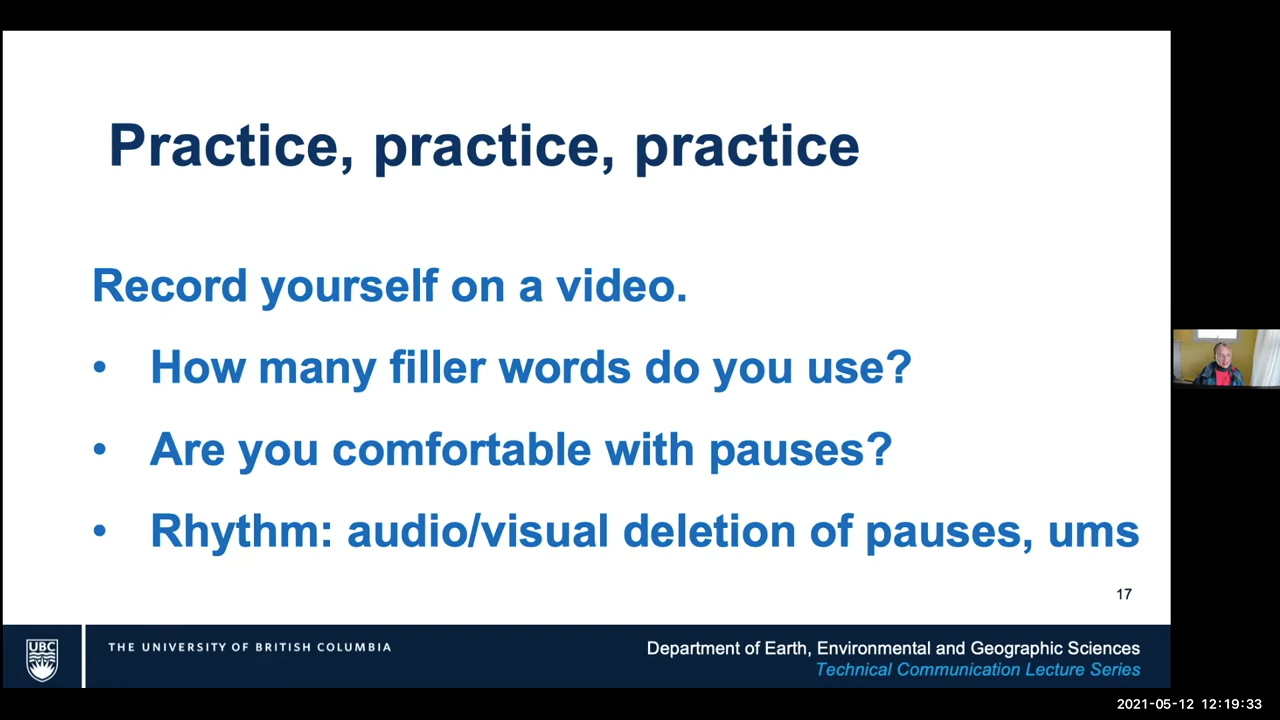 Practice, practice, practice
Record yourself on a video.
• How many filler words do you use?
• Are you comfortable with pauses?
• Rhythm: audio/visual deletion of pauses, ums
17
UBC
THE UNIVERSITY OF BRITISH COLUMBIA
Department of Earth, Environmental and Geographic Sciences
Technical Communication Lecture Series
2021-05-12 12:19:33